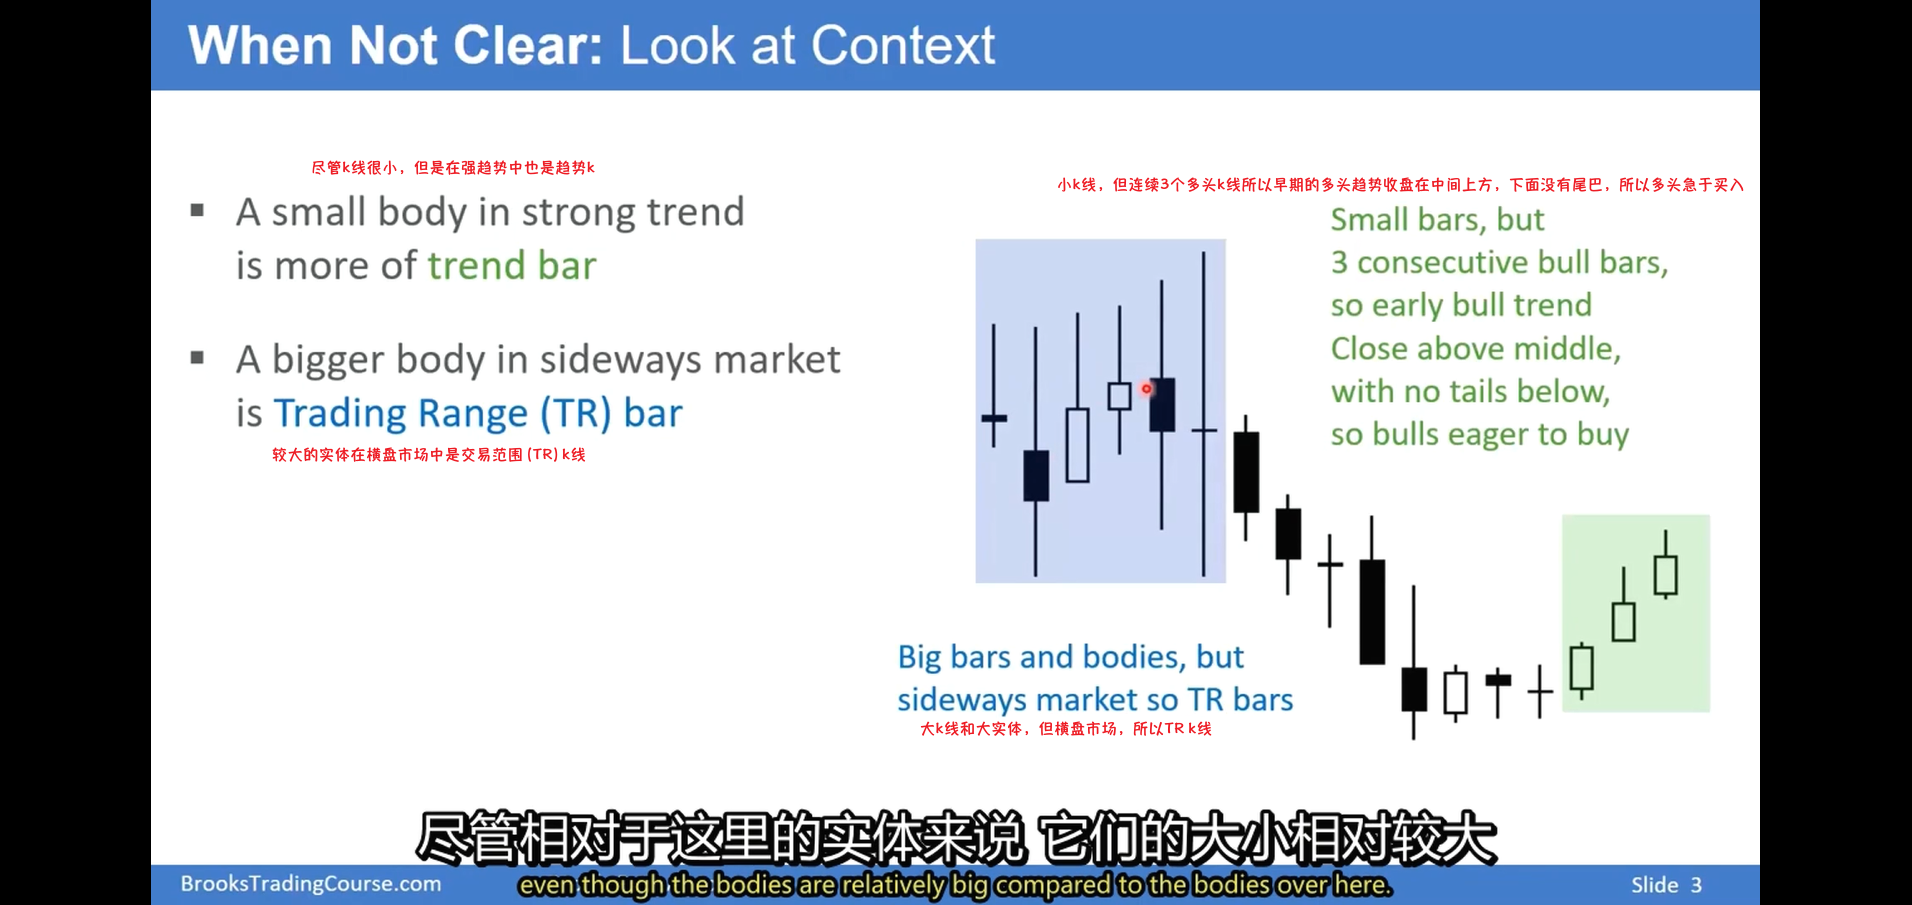 When Not Clear: Look at Context
尽管k线很小，但是在强趋势中也是趋势k
▪ A small body in strong trend
is more of trend bar
▪ A bigger body in sideways market
is Trading Range (TR) bar
较大的实体在横盘市场中是交易范围(TR)k线
小k线，但连续3个多头k线所以早期的多头趋势收盘在中间上方，下面没有尾巴，所以多头急于买入
Small bars, but
3 consecutive bull bars,
so early bull trend
Close above middle,
with no tails below,
so bulls eager to buy
Big bars and bodies, but
sideways market so TR bars
大k线和大实体，但横盘市场，所以TR k线
尽管相对于这里的实体来说 它们的大小相对较大
even though the bodies are relatively big compared to the bodies over here.
BrooksTradingCourse.com
Slide 3